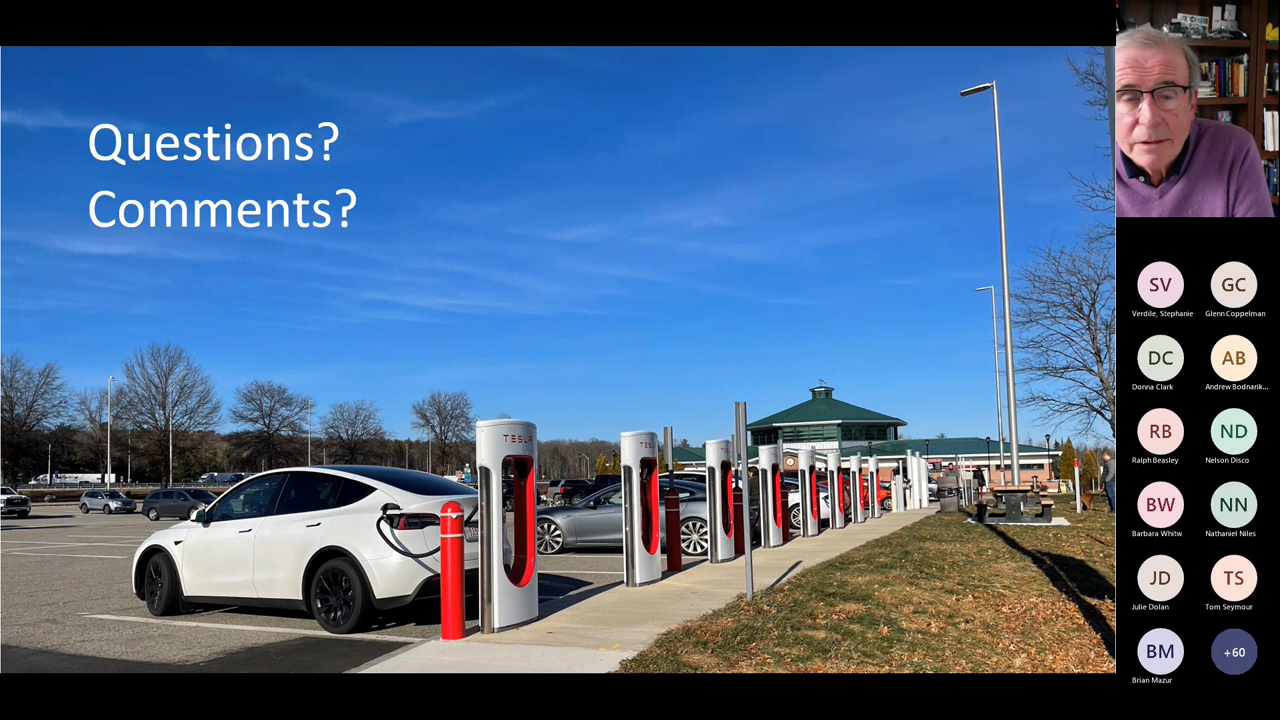 Questions?
Comments?
TESLA
TESLA
SV
GC
Verdile, Stephanie
Glenn Coppelman
DC
AB
Donna Clark
Andrew Bodnarik...
RB
ND
Ralph Beasley
Nelson Disco
BW
NN
Barbara Whitw
Nathaniel Niles
JD
TS
Julie Dolan
Tom Seymour
BM
+60
Brian Mazur